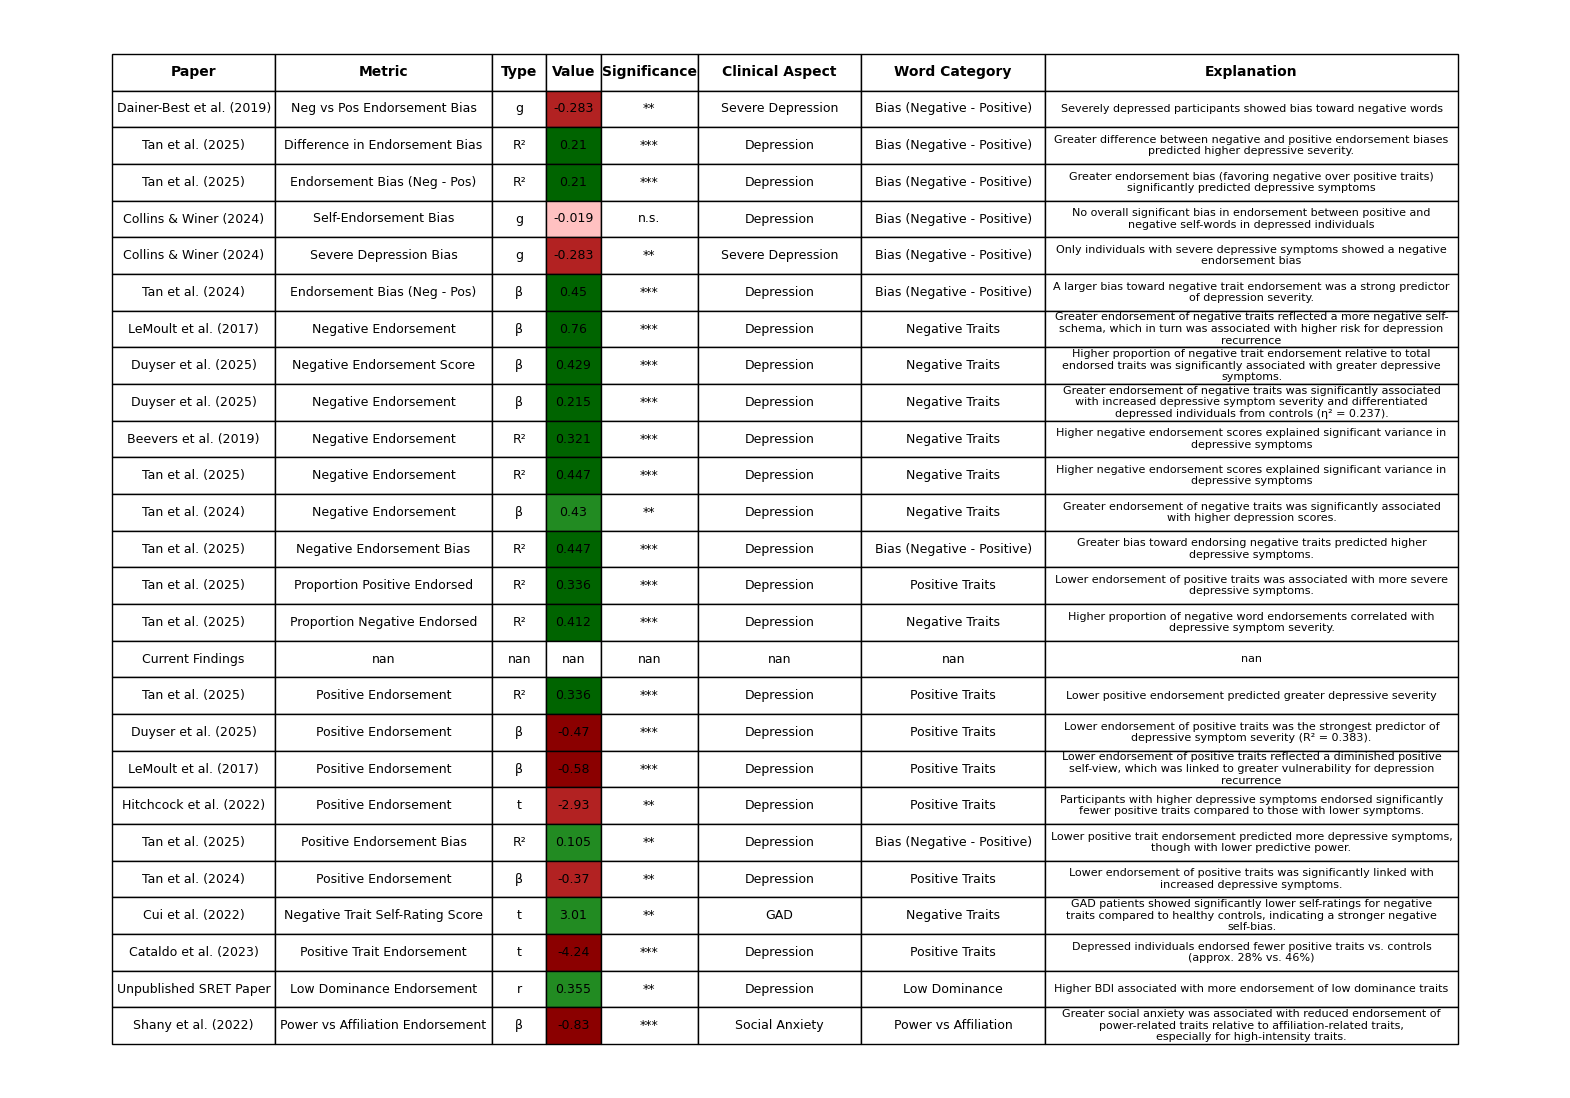 Paper Metric Type Value Significance Clinical Aspect Word Category Explanation
Dainer-Best et al. (2019) Neg vs Pos Endorsement Bias g -0.283 ** Severe Depression Bias (Negative - Positive) Severely depressed participants showed bias toward negative words
Tan et al. (2025) Difference in Endorsement Bias R² 0.21 *** Depression Bias (Negative - Positive) Greater difference between negative and positive endorsement biases
predicted higher depressive severity.
Tan et al. (2025) Endorsement Bias (Neg - Pos) R² 0.21 *** Depression Bias (Negative - Positive) Greater endorsement bias (favoring negative over positive traits)
significantly predicted depressive symptoms
Collins & Winer (2024) Self-Endorsement Bias g -0.019 n.s. Depression Bias (Negative - Positive) No overall significant bias in endorsement between positive and
negative self-words in depressed individuals
Collins & Winer (2024) Severe Depression Bias g -0.283 ** Severe Depression Bias (Negative - Positive) Only individuals with severe depressive symptoms showed a negative
endorsement bias
Tan et al. (2024) Endorsement Bias (Neg - Pos) β 0.45 *** Depression Bias (Negative - Positive) A larger bias toward negative trait endorsement was a strong predictor
of depression severity.
LeMoult et al. (2017) Negative Endorsement β 0.76 *** Depression Negative Traits Greater endorsement of negative traits reflected a more negative self-
schema, which in turn was associated with higher risk for depression
recurrence
Duyser et al. (2025) Negative Endorsement Score β 0.429 *** Depression Negative Traits Higher proportion of negative trait endorsement relative to total
endorsed traits was significantly associated with greater depressive
symptoms.
Duyser et al. (2025) Negative Endorsement β 0.215 *** Depression Negative Traits Greater endorsement of negative traits was significantly associated
with increased depressive symptom severity and differentiated
depressed individuals from controls (η² = 0.237).
Beevers et al. (2019) Negative Endorsement R² 0.321 *** Depression Negative Traits Higher negative endorsement scores explained significant variance in
depressive symptoms
Tan et al. (2025) Negative Endorsement R² 0.447 *** Depression Negative Traits Higher negative endorsement scores explained significant variance in
depressive symptoms
Tan et al. (2024) Negative Endorsement β 0.43 ** Depression Negative Traits Greater endorsement of negative traits was significantly associated
with higher depression scores.
Tan et al. (2025) Negative Endorsement Bias R² 0.447 *** Depression Bias (Negative - Positive) Greater bias toward endorsing negative traits predicted higher
depressive symptoms.
Tan et al. (2025) Proportion Positive Endorsed R² 0.336 *** Depression Positive Traits Lower endorsement of positive traits was associated with more severe
depressive symptoms.
Tan et al. (2025) Proportion Negative Endorsed R² 0.412 *** Depression Negative Traits Higher proportion of negative word endorsements correlated with
depressive symptom severity.
Current Findings nan nan nan nan nan nan nan
Tan et al. (2025) Positive Endorsement R² 0.336 *** Depression Positive Traits Lower positive endorsement predicted greater depressive severity
Duyser et al. (2025) Positive Endorsement β -0.47 *** Depression Positive Traits Lower endorsement of positive traits was the strongest predictor of
depressive symptom severity (R² = 0.383).
LeMoult et al. (2017) Positive Endorsement β -0.58 *** Depression Positive Traits Lower endorsement of positive traits reflected a diminished positive
self-view, which was linked to greater vulnerability for depression
recurrence
Hitchcock et al. (2022) Positive Endorsement t -2.93 ** Depression Positive Traits Participants with higher depressive symptoms endorsed significantly
fewer positive traits compared to those with lower symptoms.
Tan et al. (2025) Positive Endorsement Bias R² 0.105 ** Depression Bias (Negative - Positive) Lower positive trait endorsement predicted more depressive symptoms,
though with lower predictive power.
Tan et al. (2024) Positive Endorsement β -0.37 ** Depression Positive Traits Lower endorsement of positive traits was significantly linked with
increased depressive symptoms.
Cui et al. (2022) Negative Trait Self-Rating Score t 3.01 ** GAD Negative Traits GAD patients showed significantly lower self-ratings for negative
traits compared to healthy controls, indicating a stronger negative
self-bias.
Cataldo et al. (2023) Positive Trait Endorsement t -4.24 *** Depression Positive Traits Depressed individuals endorsed fewer positive traits vs. controls
(approx. 28% vs. 46%)
Unpublished SRET Paper Low Dominance Endorsement r 0.355 ** Depression Low Dominance Higher BDI associated with more endorsement of low dominance traits
Shany et al. (2022) Power vs Affiliation Endorsement β -0.83 *** Social Anxiety Power vs Affiliation Greater social anxiety was associated with reduced endorsement of
power-related traits relative to affiliation-related traits,
especially for high-intensity traits.